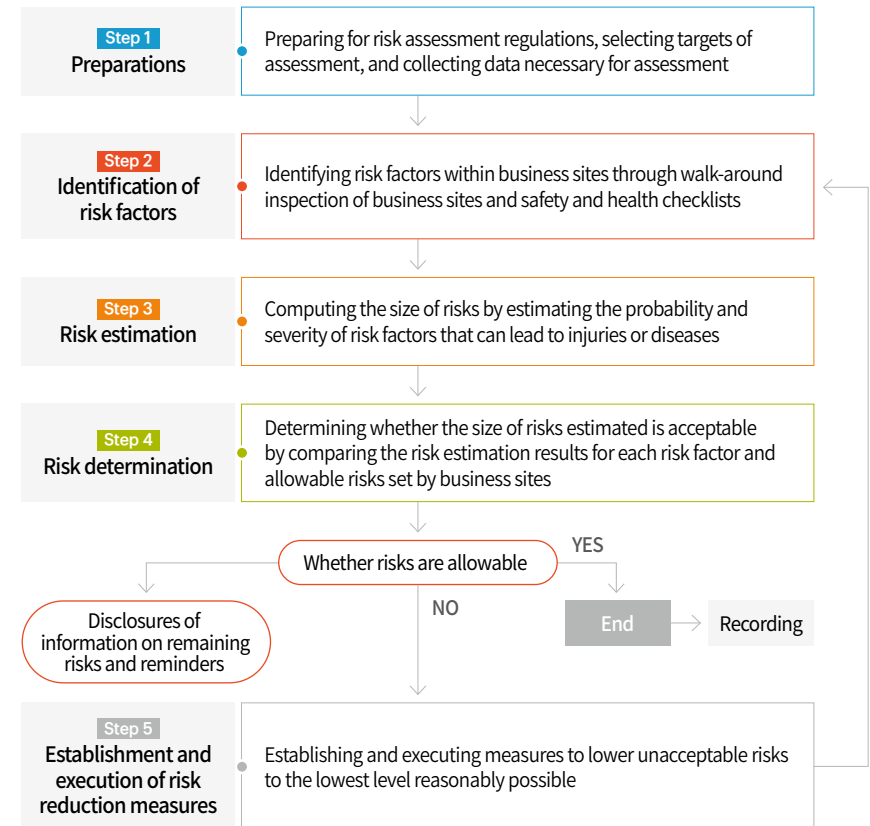 Step 1
Preparations
Preparing for risk assessment regulations, selecting targets of
assessment, and collecting data necessary for assessment
Step 2
Identification of
risk factors
Identifying risk factors within business sites through walk-around
inspection of business sites and safety and health checklists
Step 3
Risk estimation
Computing the size of risks by estimating the probability and
severity of risk factors that can lead to injuries or diseases
Step 4
Risk determination
Determining whether the size of risks estimated is acceptable
by comparing the risk estimation results for each risk factor and
allowable risks set by business sites
Whether risks are allowable
YES
NO
Disclosures of
information on remaining
risks and reminders
End
Recording
Step 5
Establishment and
execution of risk
reduction measures
Establishing and executing measures to lower unacceptable risks
to the lowest level reasonably possible